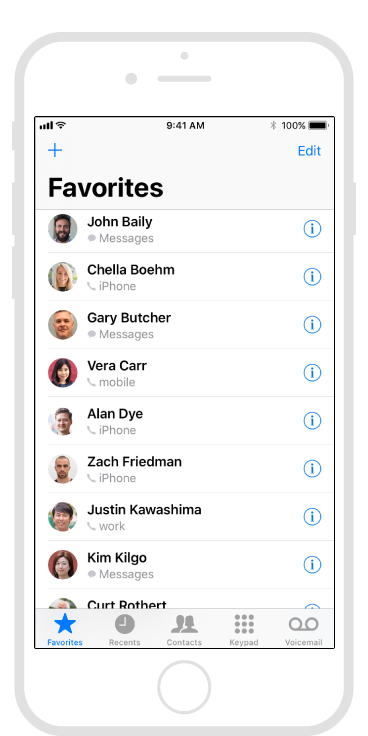 9:41 AM
100%
Edit
Favorites
John Baily
Messages
Chella Boehm
iPhone
Gary Butcher
Messages
Vera Carr
mobile
Alan Dye
iPhone
Zach Friedman
iPhone
Justin Kawashima
work
Kim Kilgo
Messages
Curt Rothert
Favorites
Recents
Contacts
Keypad
Voicemail